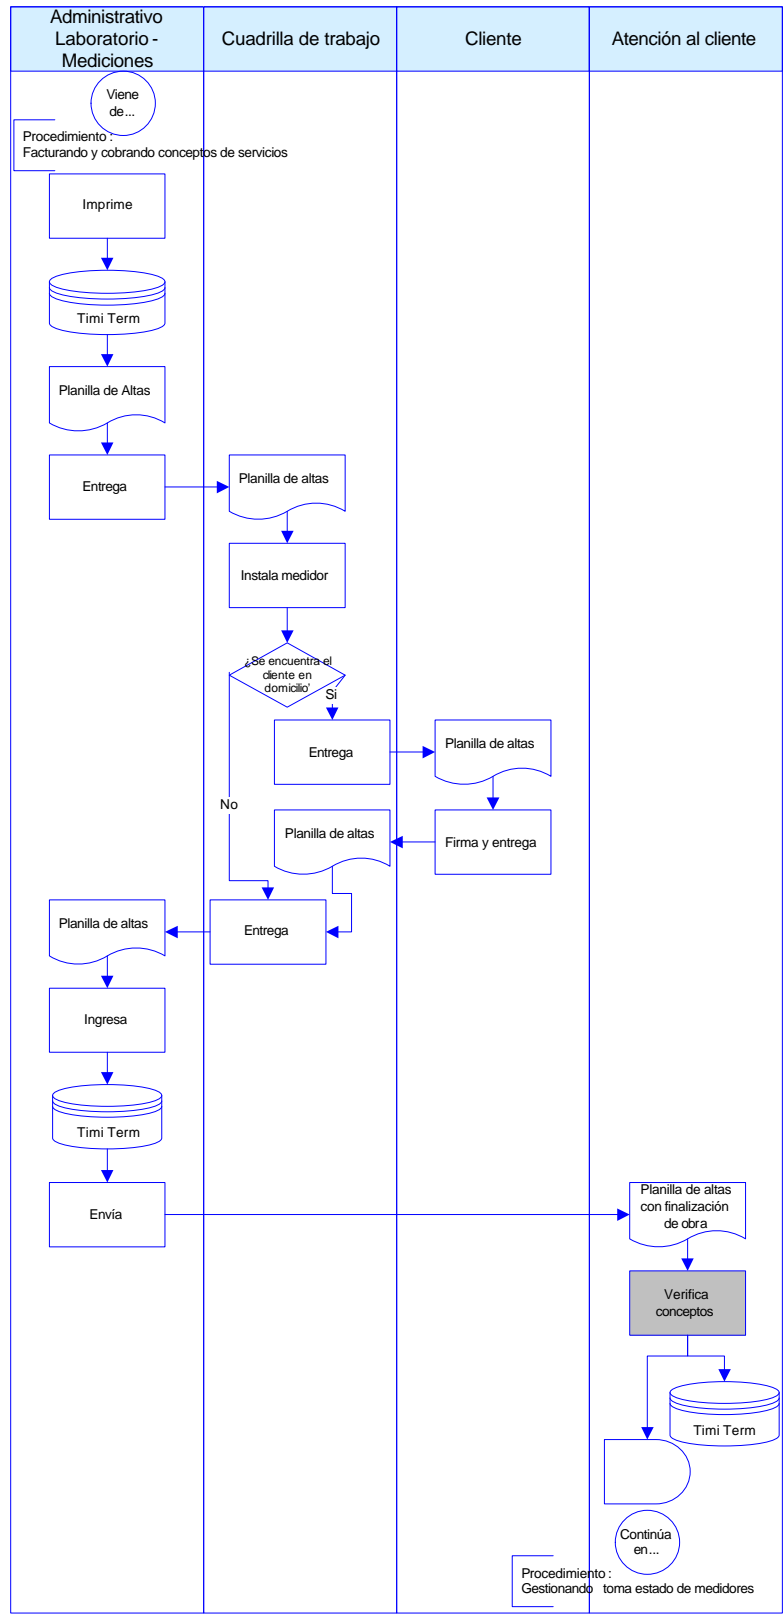 Administrativo
Laboratorio -
Mediciones
Cuadrilla de trabajo
Cliente
Atención al cliente
Viene
de...
Procedimiento :
Facturando y cobrando conceptos de servicios
Imprime
Timi Term
Planilla de Altas
Entrega
Planilla de altas
Instala medidor
¿Se encuentra el
cliente en
domicilio'
Si
Entrega
Planilla de altas
No
Planilla de altas
Firma y entrega
Planilla de altas
Entrega
Ingresa
Timi Term
Envía
Planilla de altas
con finalización
de obra
Verifica
conceptos
Timi Term
Continúa
en...
Procedimiento :
Gestionando toma estado de medidores